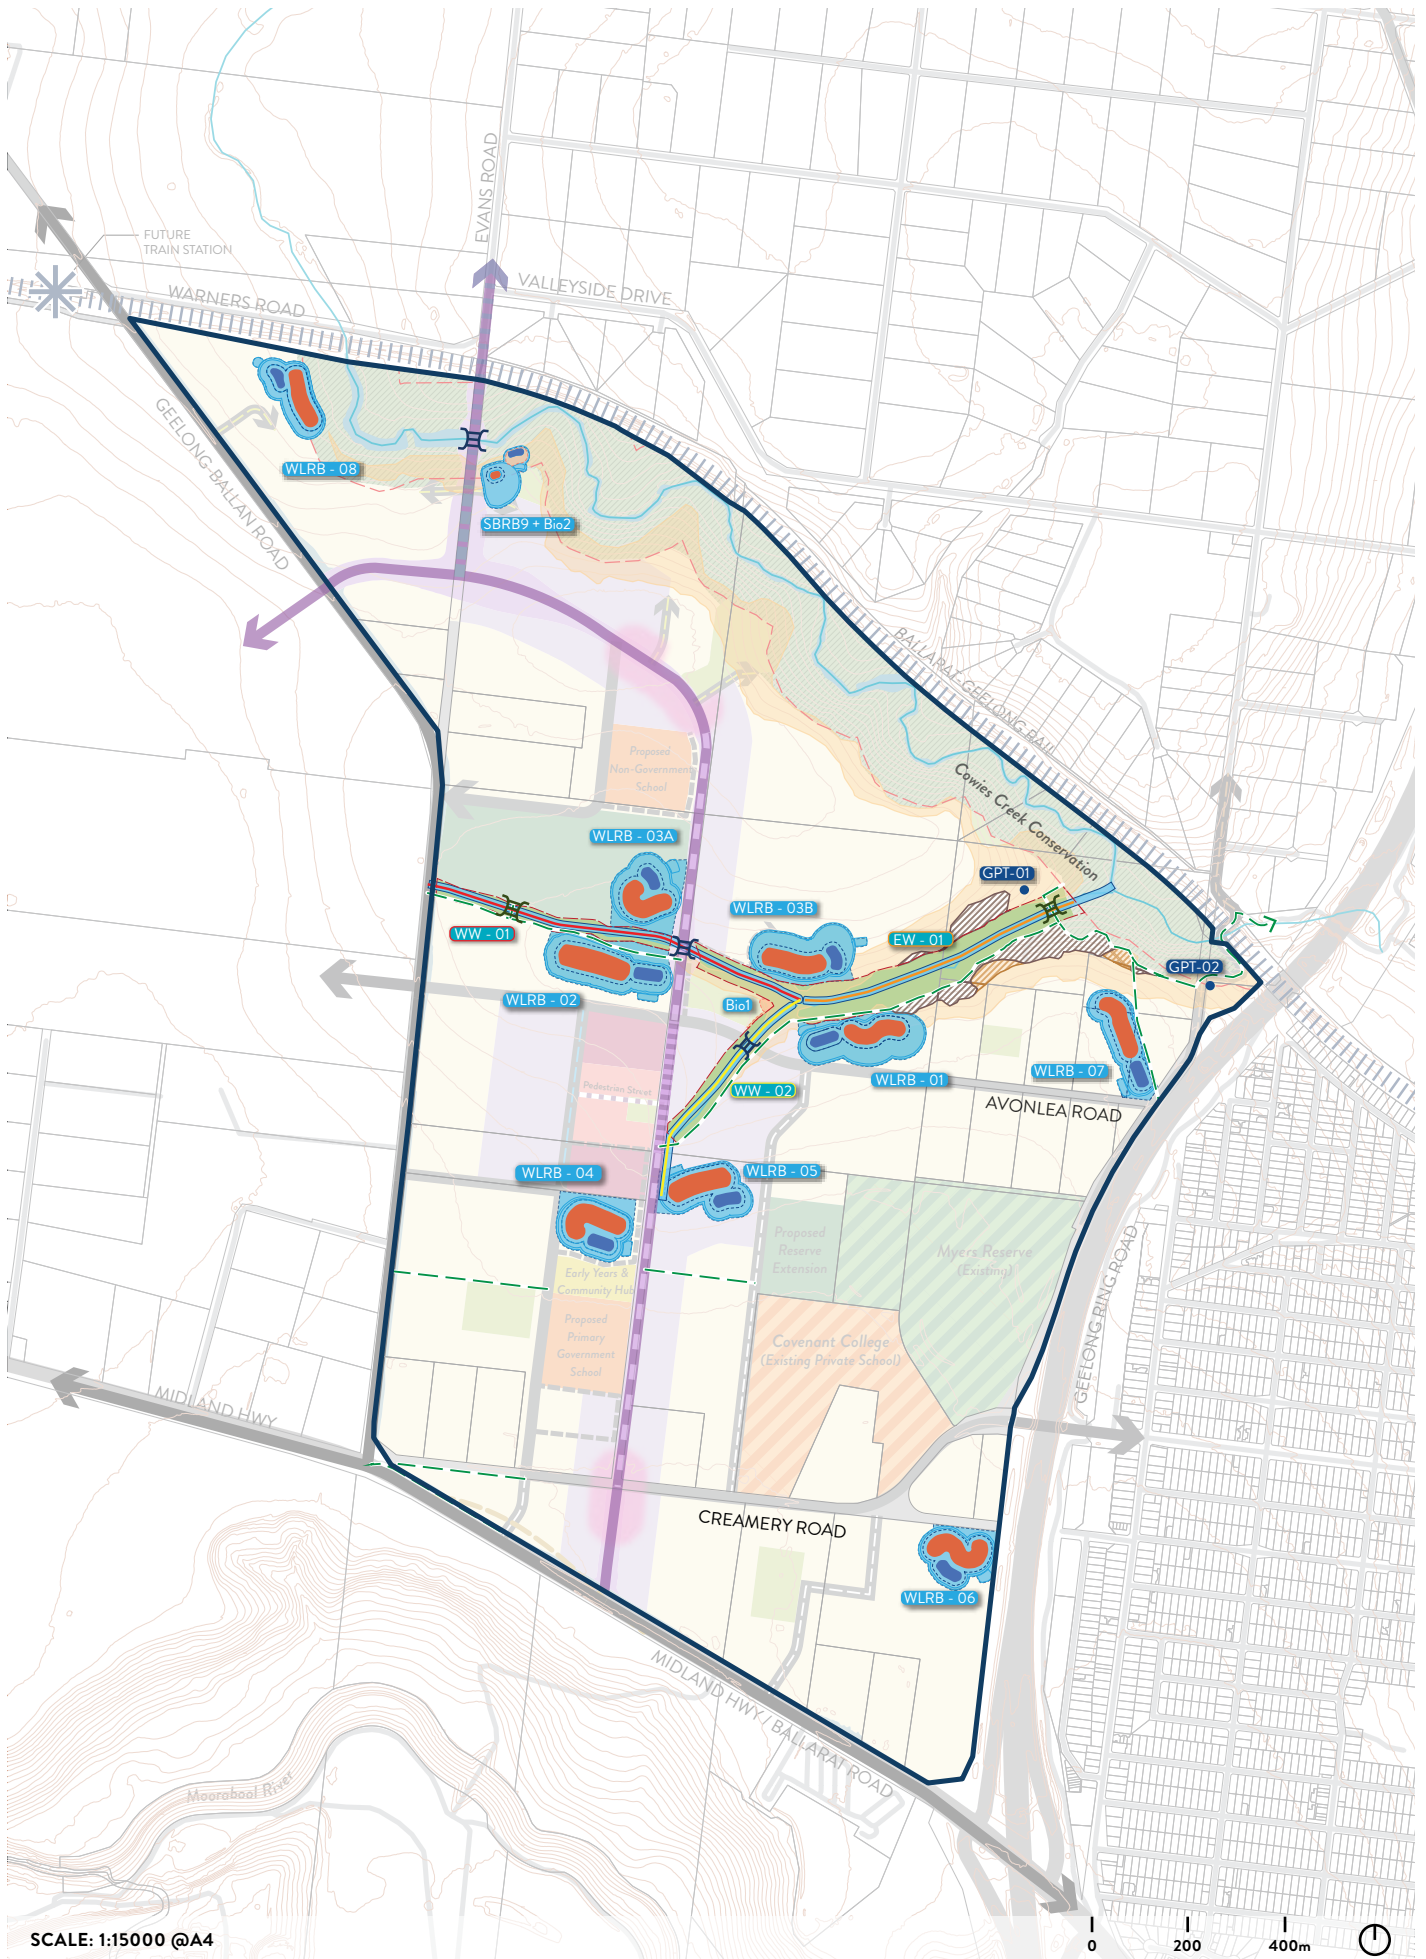 EVANS ROAD
FUTURE
TRAIN STATION
WARNERS ROAD
VALLEYSIDE DRIVE
GEELONG-BALLAN ROAD
WLRB - 08
SBRB9 + Bio2
BALLARAT-GEELONG RAIL
Proposed
Non-Government
School
Cowies Creek Conservation
WLRB - 03A
GPT-01
WLRB - 03B
WW - 01
EW - 01
GPT-02
WLRB - 02
Bio1
WLRB - 07
WLRB - 01
Pedestrian Street
WW - 02
AVONLEA ROAD
WLRB - 04
WLRB - 05
Proposed
Reserve
Extension
Myers Reserve
(Existing)
Early Years &
Community Hub
GEELONG RING ROAD
Proposed
Primary
Government
School
Covenant College
(Existing Private School)
MIDLAND HWY
CREAMERY ROAD
WLRB - 06
MIDLAND HWY / BALLARAT ROAD
Moorabool River
SCALE: 1:15000 @A4
0 200 400m